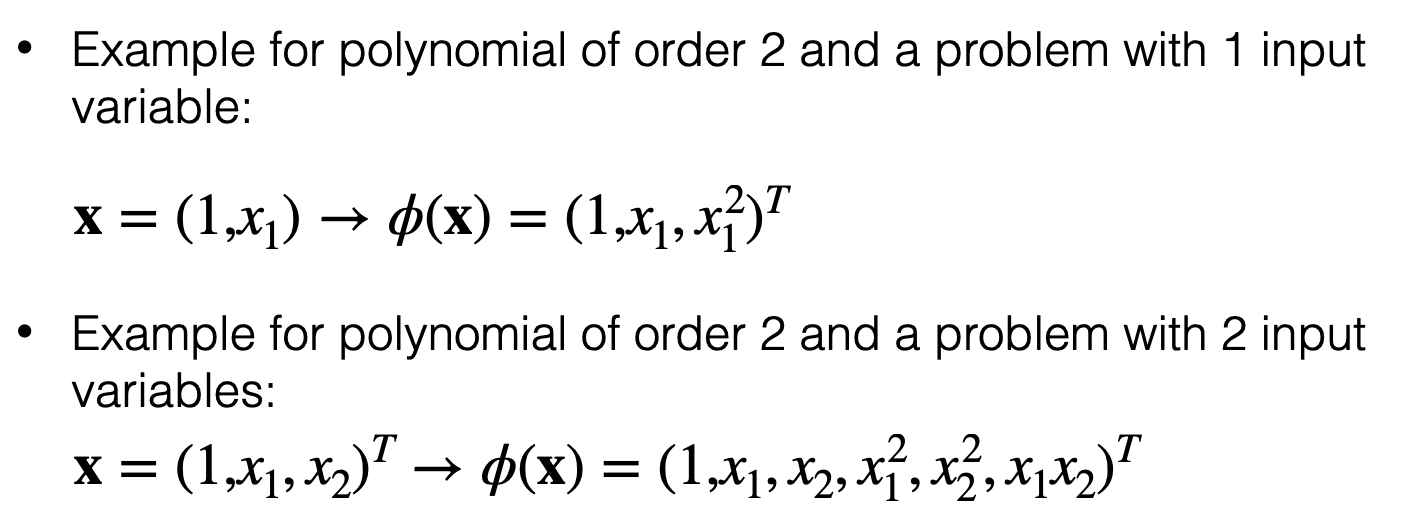 • Example for polynomial of order 2 and a problem with 1 input
variable:
𝐱 = (1,x₁) → ϕ(𝐱) = (1,x₁, x₁²)ᵀ
• Example for polynomial of order 2 and a problem with 2 input
variables:
𝐱 = (1,x₁, x₂)ᵀ → ϕ(𝐱) = (1,x₁, x₂, x₁², x₂², x₁x₂)ᵀ